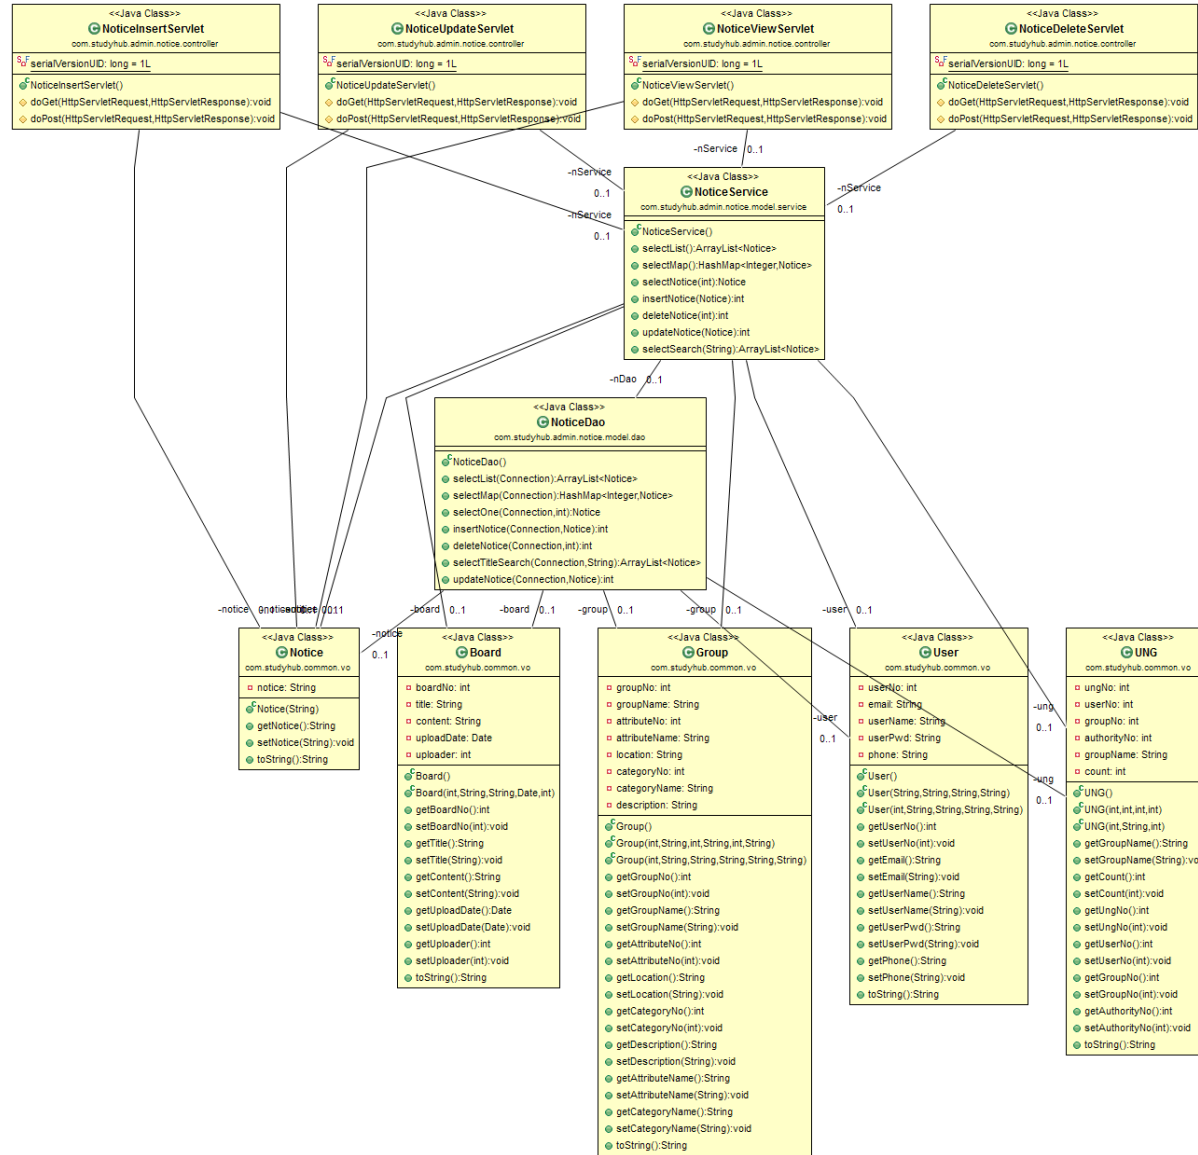 <<Java Class>>
NoticeInsertServlet
com.studyhub.admin.notice.controller
serialVersionUID: long = 1L
NoticeInsertServlet()
doGet(HttpServletRequest,HttpServletResponse):void
doPost(HttpServletRequest,HttpServletResponse):void
<<Java Class>>
NoticeUpdateServlet
com.studyhub.admin.notice.controller
serialVersionUID: long = 1L
NoticeUpdateServlet()
doGet(HttpServletRequest,HttpServletResponse):void
doPost(HttpServletRequest,HttpServletResponse):void
<<Java Class>>
NoticeViewServlet
com.studyhub.admin.notice.controller
serialVersionUID: long = 1L
NoticeViewServlet()
doGet(HttpServletRequest,HttpServletResponse):void
doPost(HttpServletRequest,HttpServletResponse):void
<<Java Class>>
NoticeDeleteServlet
com.studyhub.admin.notice.controller
serialVersionUID: long = 1L
NoticeDeleteServlet()
doGet(HttpServletRequest,HttpServletResponse):void
doPost(HttpServletRequest,HttpServletResponse):void
-nService 0..1
-nService
0..1
-nService
0..1
-nService
0..1
<<Java Class>>
NoticeService
com.studyhub.admin.notice.model.service
NoticeService()
selectList():ArrayList<Notice>
selectMap():HashMap<Integer,Notice>
selectNotice(int):Notice
insertNotice(Notice):int
deleteNotice(int):int
updateNotice(Notice):int
selectSearch(String):ArrayList<Notice>
-nDao 0..1
<<Java Class>>
NoticeDao
com.studyhub.admin.notice.model.dao
NoticeDao()
selectList(Connection):ArrayList<Notice>
selectMap(Connection):HashMap<Integer,Notice>
selectOne(Connection,int):Notice
insertNotice(Connection,Notice):int
deleteNotice(Connection,int):int
selectTitleSearch(Connection,String):ArrayList<Notice>
updateNotice(Connection,Notice):int
-notice
-board 0..1
-board 0..1
-group 0..1
-group 0..1
-user 0..1
-notice
0..1
-user
0..1
-ung
0..1
-ung
0..1
<<Java Class>>
Notice
com.studyhub.common.vo
notice: String
Notice(String)
getNotice():String
setNotice(String):void
toString():String
<<Java Class>>
Board
com.studyhub.common.vo
boardNo: int
title: String
content: String
uploadDate: Date
uploader: int
Board()
Board(int,String,String,Date,int)
getBoardNo():int
setBoardNo(int):void
getTitle():String
setTitle(String):void
getContent():String
setContent(String):void
getUploadDate():Date
setUploadDate(Date):void
getUploader():int
setUploader(int):void
toString():String
<<Java Class>>
Group
com.studyhub.common.vo
groupNo: int
groupName: String
attributeNo: int
attributeName: String
location: String
categoryNo: int
categoryName: String
description: String
Group()
Group(int,String,int,String,int,String)
Group(int,String,String,String,String,String)
getGroupNo():int
setGroupNo(int):void
getGroupName():String
setGroupName(String):void
getAttributeNo():int
setAttributeNo(int):void
getLocation():String
setLocation(String):void
getCategoryNo():int
setCategoryNo(int):void
getDescription():String
setDescription(String):void
getAttributeName():String
setAttributeName(String):void
getCategoryName():String
setCategoryName(String):void
toString():String
<<Java Class>>
User
com.studyhub.common.vo
userNo: int
email: String
userName: String
userPwd: String
phone: String
User()
User(String,String,String,String)
User(int,String,String,String,String)
getUserNo():int
setUserNo(int):void
getEmail():String
setEmail(String):void
getUserName():String
setUserName(String):void
getUserPwd():String
setUserPwd(String):void
getPhone():String
setPhone(String):void
toString():String
<<Java Class>>
UNG
com.studyhub.common.vo
ungNo: int
userNo: int
groupNo: int
authorityNo: int
groupName: String
count: int
UNG()
UNG(int,int,int,int)
UNG(int,String,int)
getGroupName():String
setGroupName(String):vo
getCount():int
setCount(int):void
getUngNo():int
setUngNo(int):void
getUserNo():int
setUserNo(int):void
getGroupNo():int
setGroupNo(int):void
getAuthorityNo():int
setAuthorityNo(int):void
toString():String